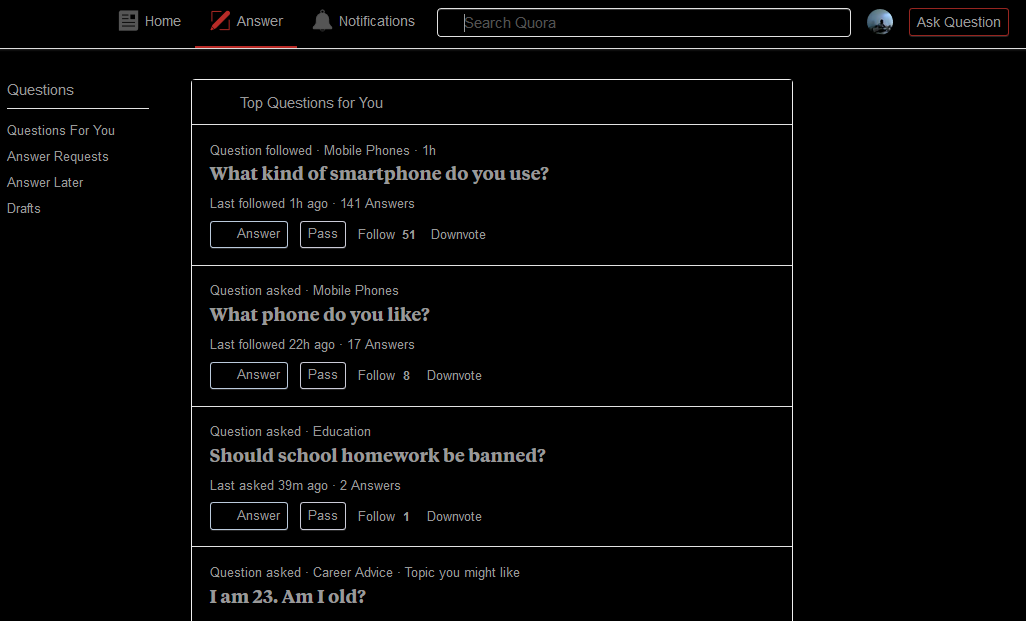 Home Answer Notifications Search Quora Ask Question
Questions
Questions For You
Answer Requests
Answer Later
Drafts
Top Questions for You
Question followed · Mobile Phones · 1h
What kind of smartphone do you use?
Last followed 1h ago · 141 Answers
Answer Pass Follow 51 Downvote
Question asked · Mobile Phones
What phone do you like?
Last followed 22h ago · 17 Answers
Answer Pass Follow 8 Downvote
Question asked · Education
Should school homework be banned?
Last asked 39m ago · 2 Answers
Answer Pass Follow 1 Downvote
Question asked · Career Advice · Topic you might like
I am 23. Am I old?